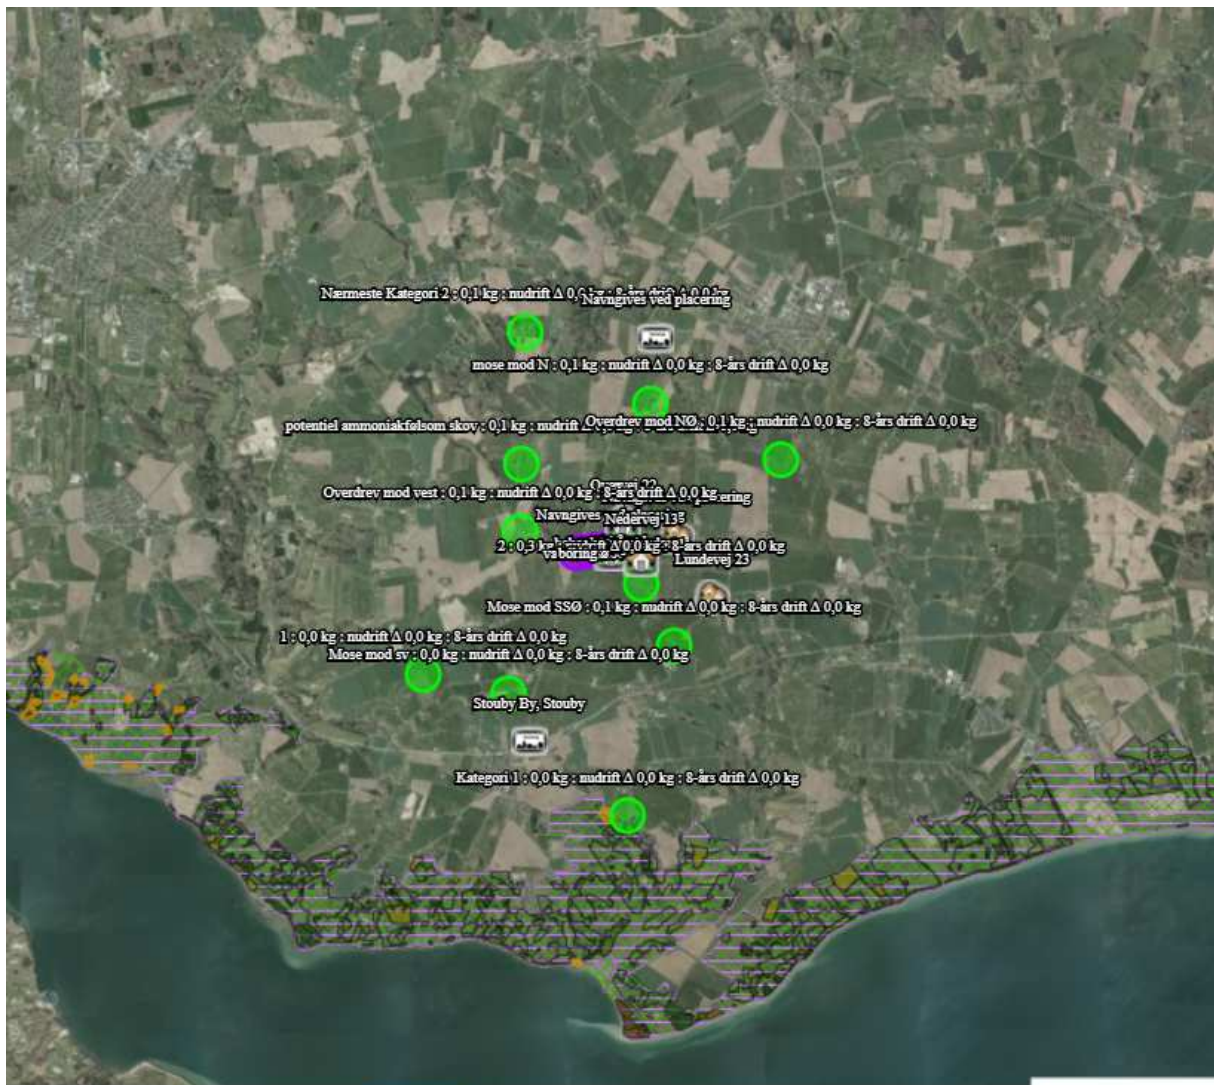 Nærmeste Kategori 2 : 0,1 kg : nudrift Δ 0,0 kg : 8-års drift Δ 0,0 kg
Navngives ved placering
mose mod N : 0,1 kg : nudrift Δ 0,0 kg : 8-års drift Δ 0,0 kg
Overdrev mod NØ : 0,1 kg : nudrift Δ 0,0 kg : 8-års drift Δ 0,0 kg
potentiel ammoniakfølsom skov : 0,1 kg : nudrift Δ
Overdrev mod vest : 0,1 kg : nudrift Δ 0,0 kg : 8-års drift Δ 0,0 kg
Navngives
Nedervej 13
2 : 0,3 kg : nudrift Δ 0,0 kg : 8-års drift Δ 0,0 kg
boring
Lundevej 23
Mose mod SSØ : 0,1 kg : nudrift Δ 0,0 kg : 8-års drift Δ 0,0 kg
1 : 0,0 kg : nudrift Δ 0,0 kg : 8-års drift Δ 0,0 kg
Mose mod sv : 0,0 kg : nudrift Δ 0,0 kg : 8-års drift Δ 0,0 kg
Stouby By, Stouby
Kategori 1 : 0,0 kg : nudrift Δ 0,0 kg : 8-års drift Δ 0,0 kg